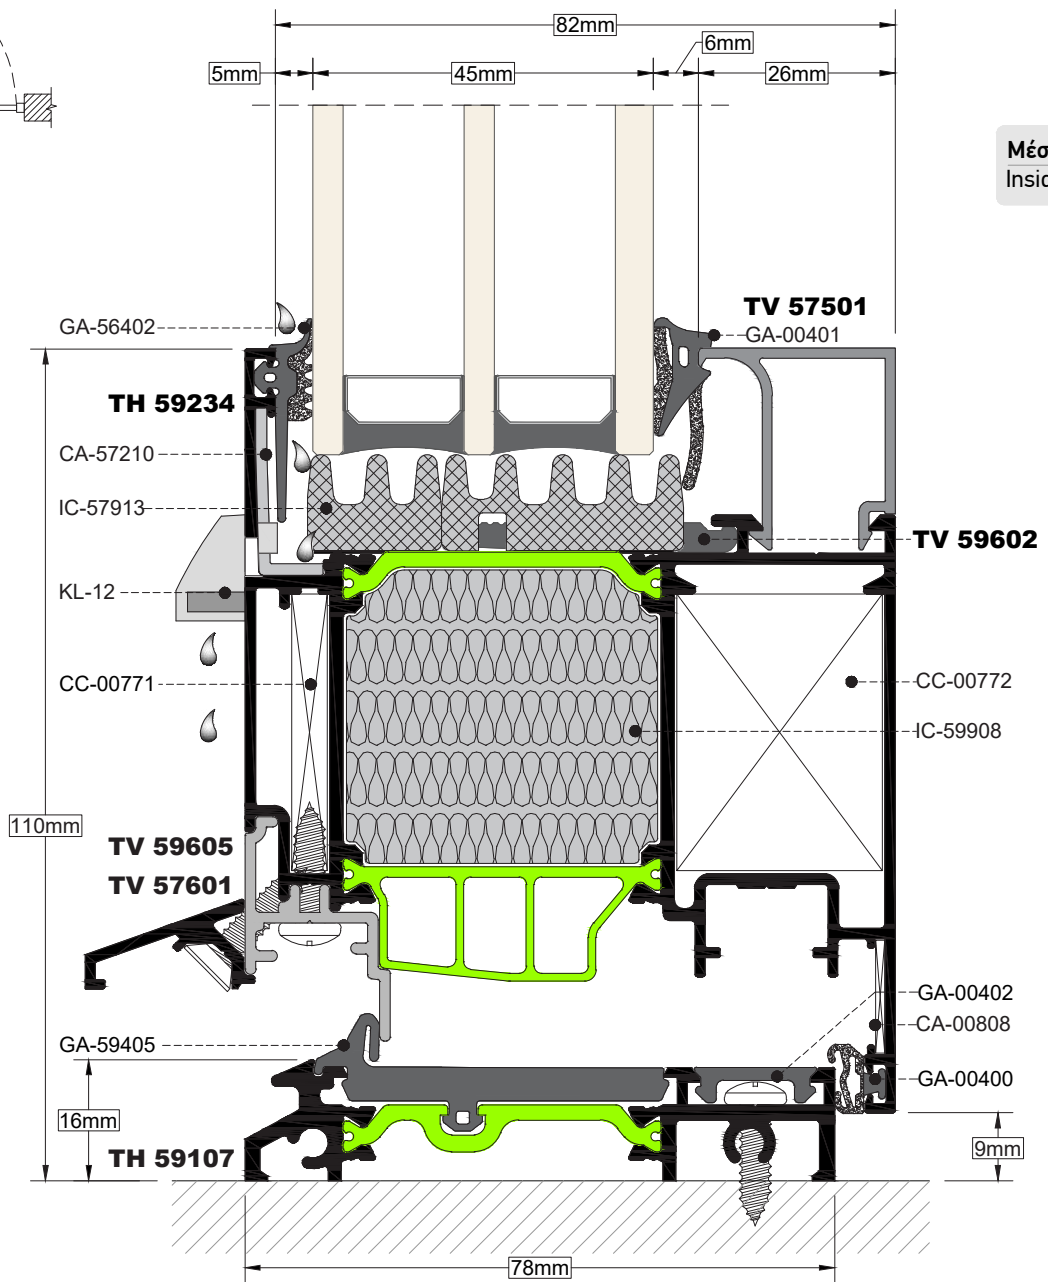 82mm
6mm
5mm
45mm
26mm
Μέσ
Insid
TV 57501
GA-56402
GA-00401
TH 59234
CA-57210
IC-57913
TV 59602
KL-12
CC-00771
CC-00772
IC-59908
110mm
TV 59605
TV 57601
GA-00402
CA-00808
GA-59405
GA-00400
16mm
9mm
TH 59107
78mm